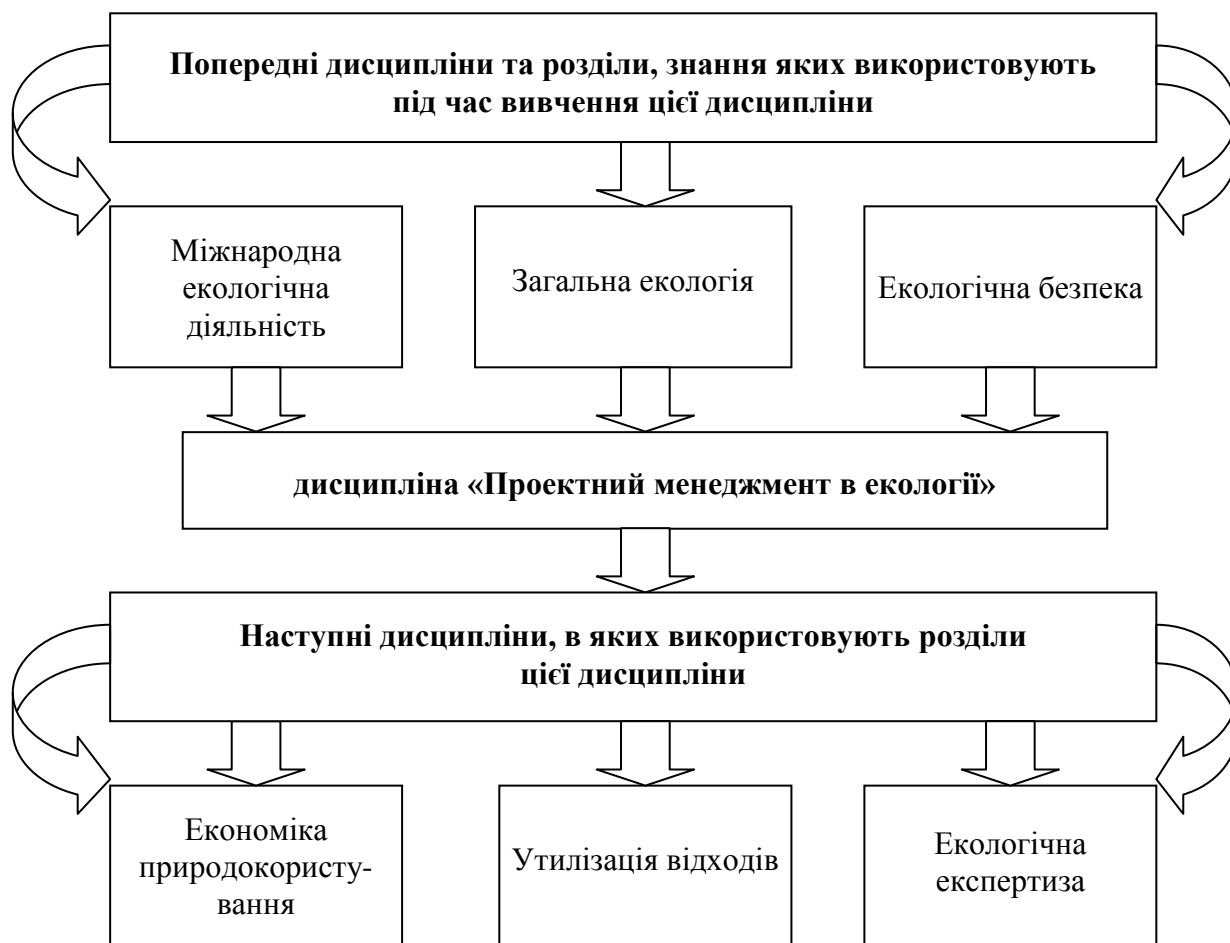 Попередні дисципліни та розділи, знання яких використовують
під час вивчення цієї дисципліни
Міжнародна
екологічна
діяльність
Загальна екологія
Екологічна безпека
дисципліна «Проектний менеджмент в екології»
Наступні дисципліни, в яких використовують розділи
цієї дисципліни
Економіка
природокористу-
вання
Утилізація відходів
Екологічна
експертиза